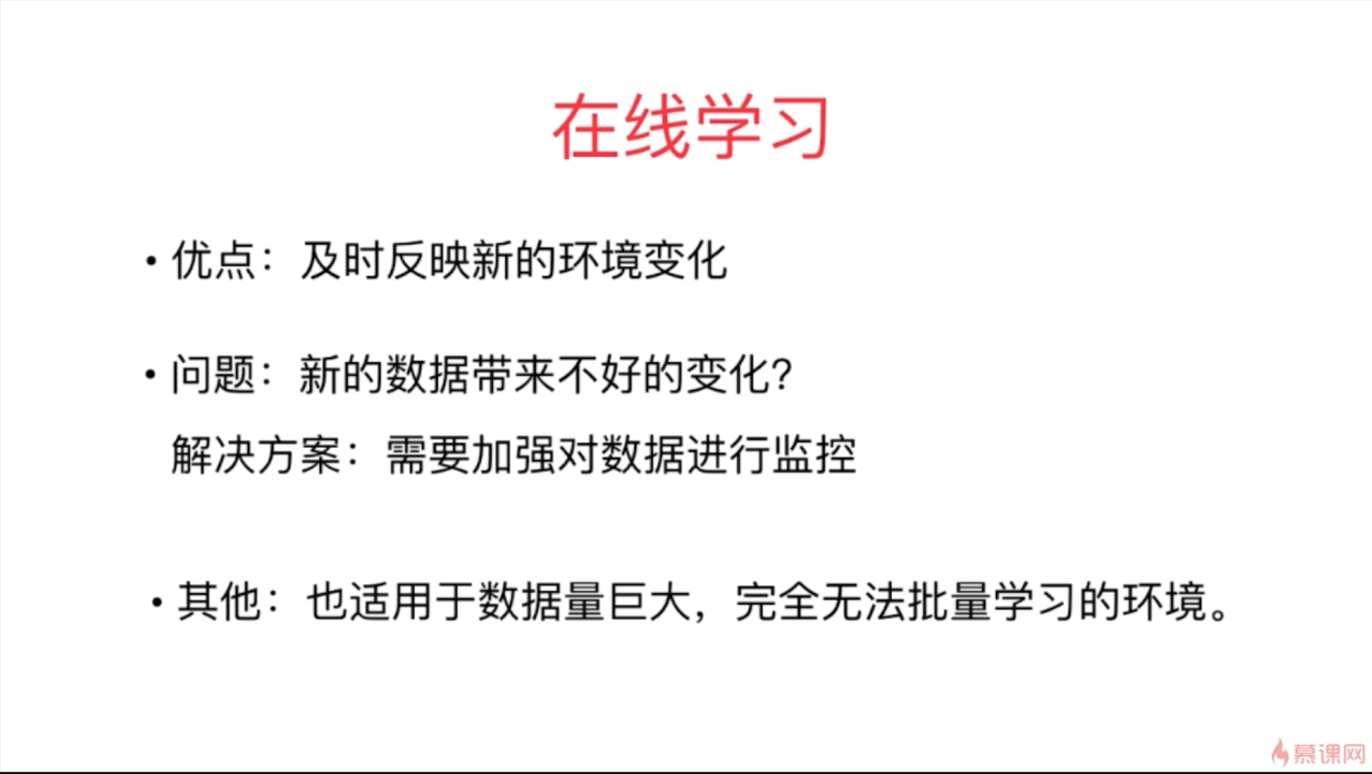 在线学习
• 优点：及时反映新的环境变化
• 问题：新的数据带来不好的变化？
解决方案：需要加强对数据进行监控
• 其他：也适用于数据量巨大，完全无法批量学习的环境。
慕课网